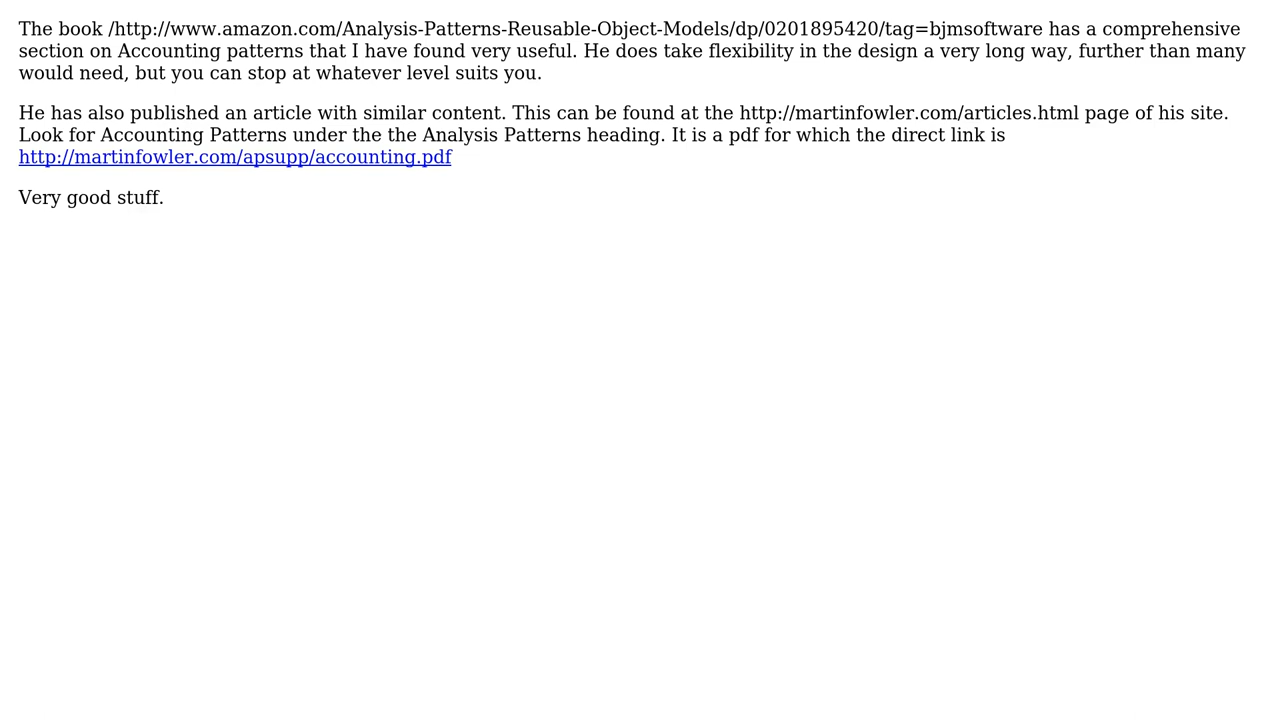 The book /http://www.amazon.com/Analysis-Patterns-Reusable-Object-Models/dp/0201895420/tag=bjmsoftware has a comprehensive
section on Accounting patterns that I have found very useful. He does take flexibility in the design a very long way, further than many
would need, but you can stop at whatever level suits you.
He has also published an article with similar content. This can be found at the http://martinfowler.com/articles.html page of his site.
Look for Accounting Patterns under the the Analysis Patterns heading. It is a pdf for which the direct link is
http://martinfowler.com/apsupp/accounting.pdf
Very good stuff.